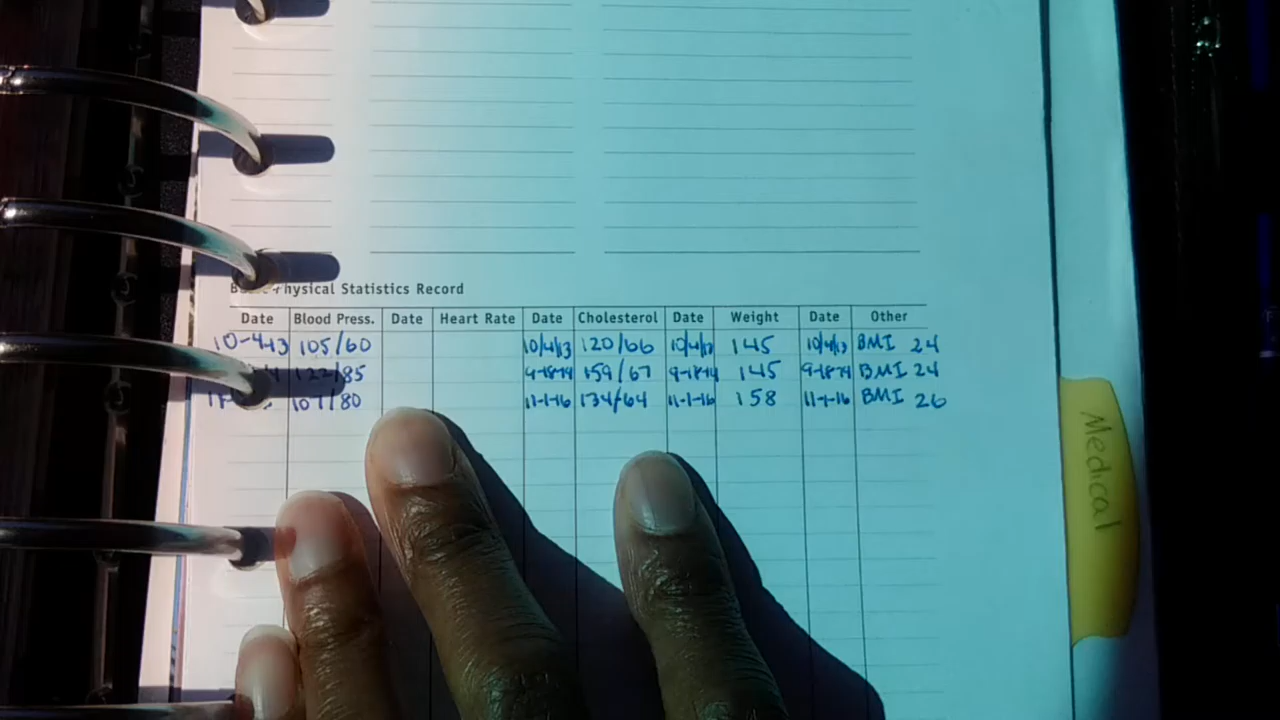 Physical Statistics Record
Date Blood Press. Date Heart Rate Date Cholesterol Date Weight Date Other
10-4-13 105/60 10/4/13 120/66 10/4/13 145 10/4/13 BMI 24
122/85 9-18-14 159/67 9-18-14 145 9-18-14 BMI 24
107/80 11-1-16 134/64 11-1-16 158 11-1-16 BMI 26
Medical